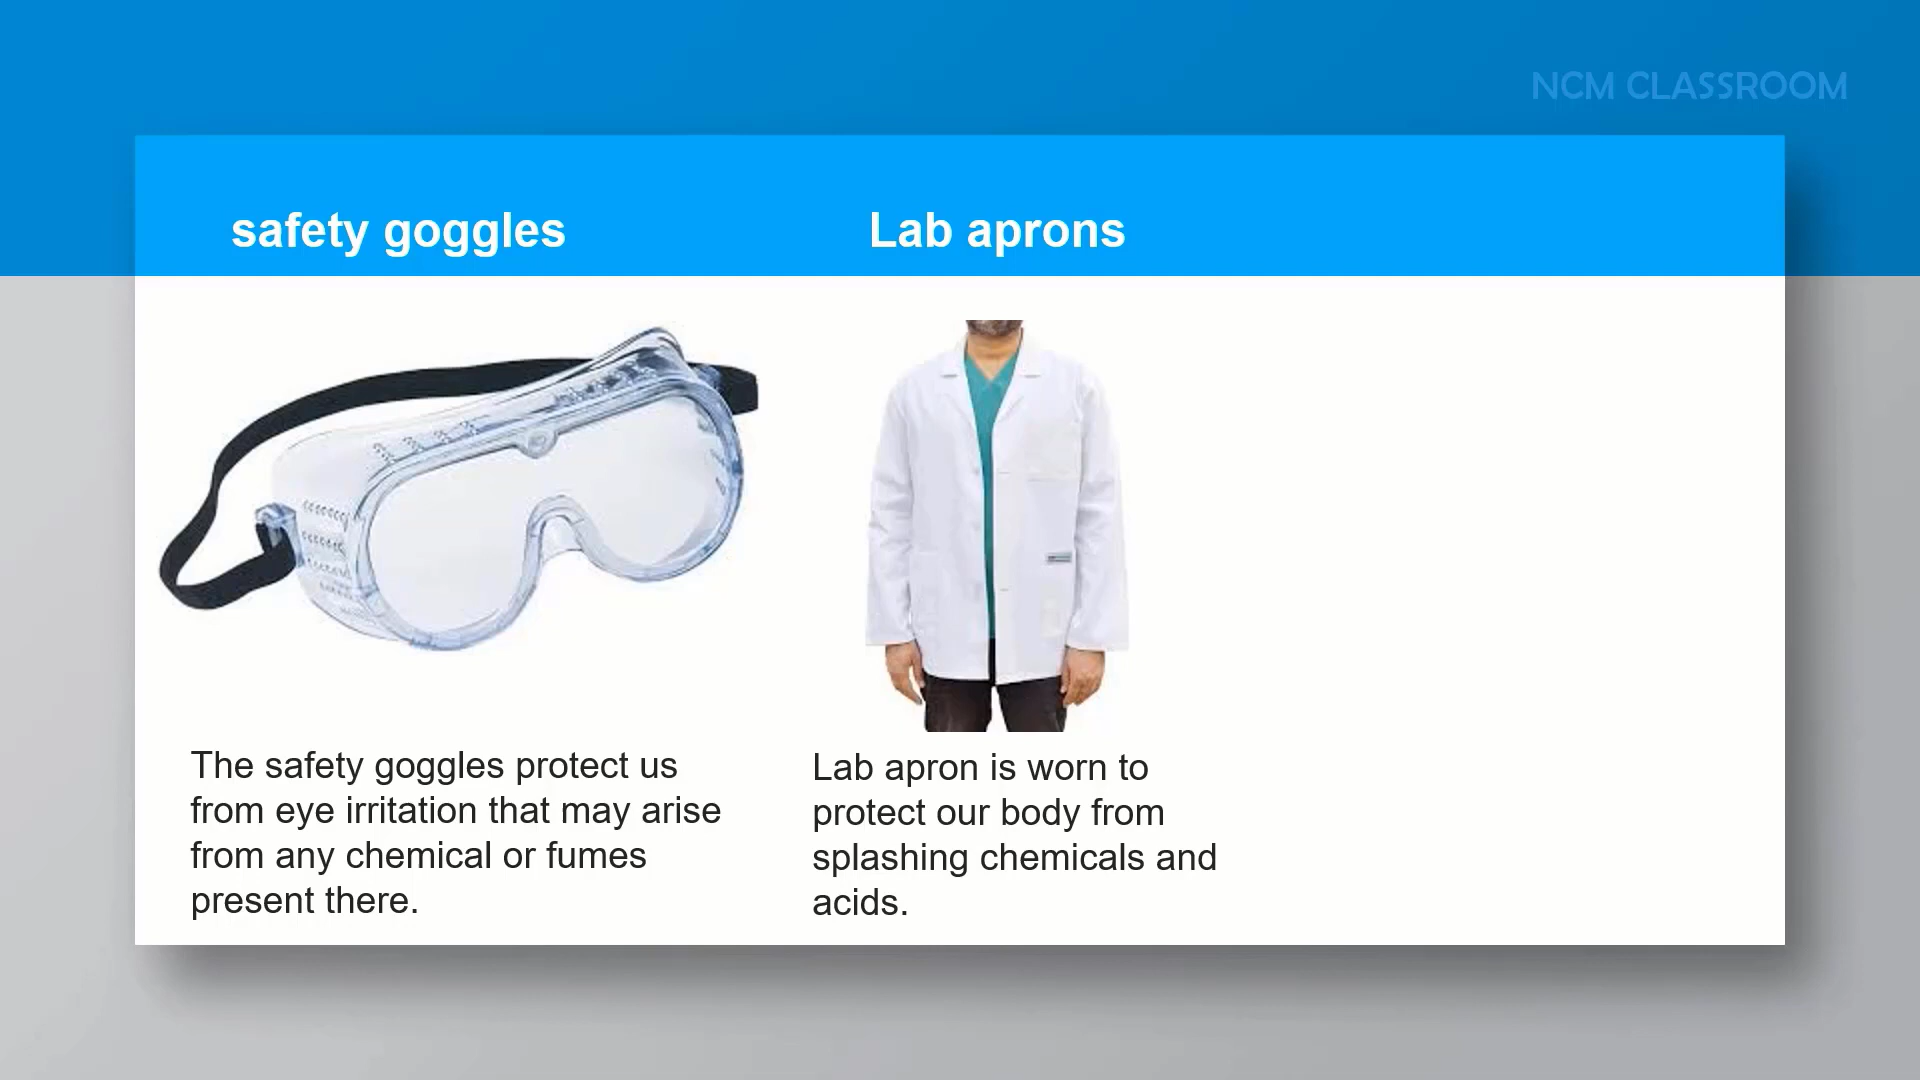 NCM CLASSROOM
safety goggles
Lab aprons
The safety goggles protect us
from eye irritation that may arise
from any chemical or fumes
present there.
Lab apron is worn to
protect our body from
splashing chemicals and
acids.